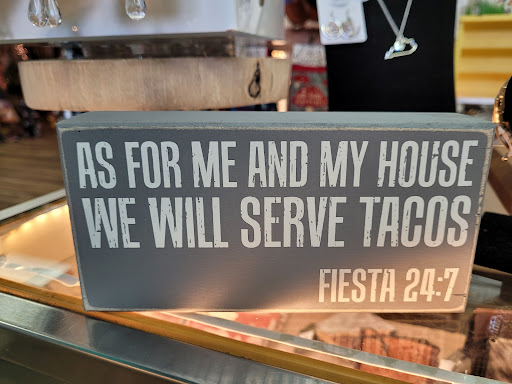 AS FOR ME AND MY HOUSE
WE WILL SERVE TACOS
FIESTA 24:7